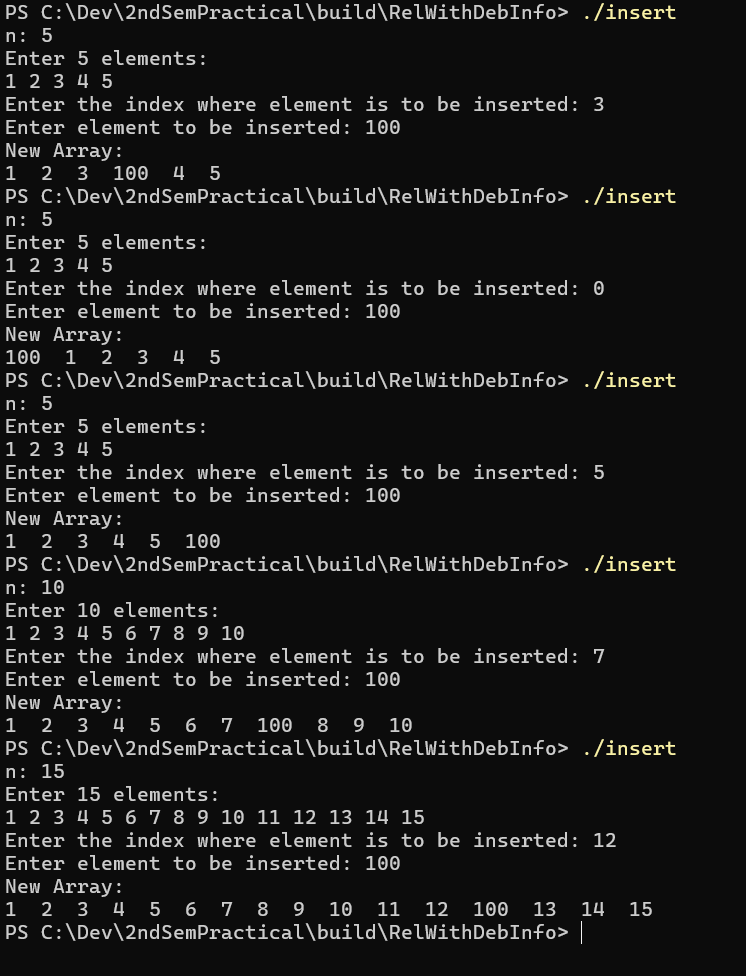 PS C:\Dev\2ndSemPractical\build\RelWithDebInfo> ./insert
n: 5
Enter 5 elements:
1 2 3 4 5
Enter the index where element is to be inserted: 3
Enter element to be inserted: 100
New Array:
1  2  3  100  4  5
PS C:\Dev\2ndSemPractical\build\RelWithDebInfo> ./insert
n: 5
Enter 5 elements:
1 2 3 4 5
Enter the index where element is to be inserted: 0
Enter element to be inserted: 100
New Array:
100  1  2  3  4  5
PS C:\Dev\2ndSemPractical\build\RelWithDebInfo> ./insert
n: 5
Enter 5 elements:
1 2 3 4 5
Enter the index where element is to be inserted: 5
Enter element to be inserted: 100
New Array:
1  2  3  4  5  100
PS C:\Dev\2ndSemPractical\build\RelWithDebInfo> ./insert
n: 10
Enter 10 elements:
1 2 3 4 5 6 7 8 9 10
Enter the index where element is to be inserted: 7
Enter element to be inserted: 100
New Array:
1  2  3  4  5  6  7  100  8  9  10
PS C:\Dev\2ndSemPractical\build\RelWithDebInfo> ./insert
n: 15
Enter 15 elements:
1 2 3 4 5 6 7 8 9 10 11 12 13 14 15
Enter the index where element is to be inserted: 12
Enter element to be inserted: 100
New Array:
1  2  3  4  5  6  7  8  9  10  11  12  100  13  14  15
PS C:\Dev\2ndSemPractical\build\RelWithDebInfo>